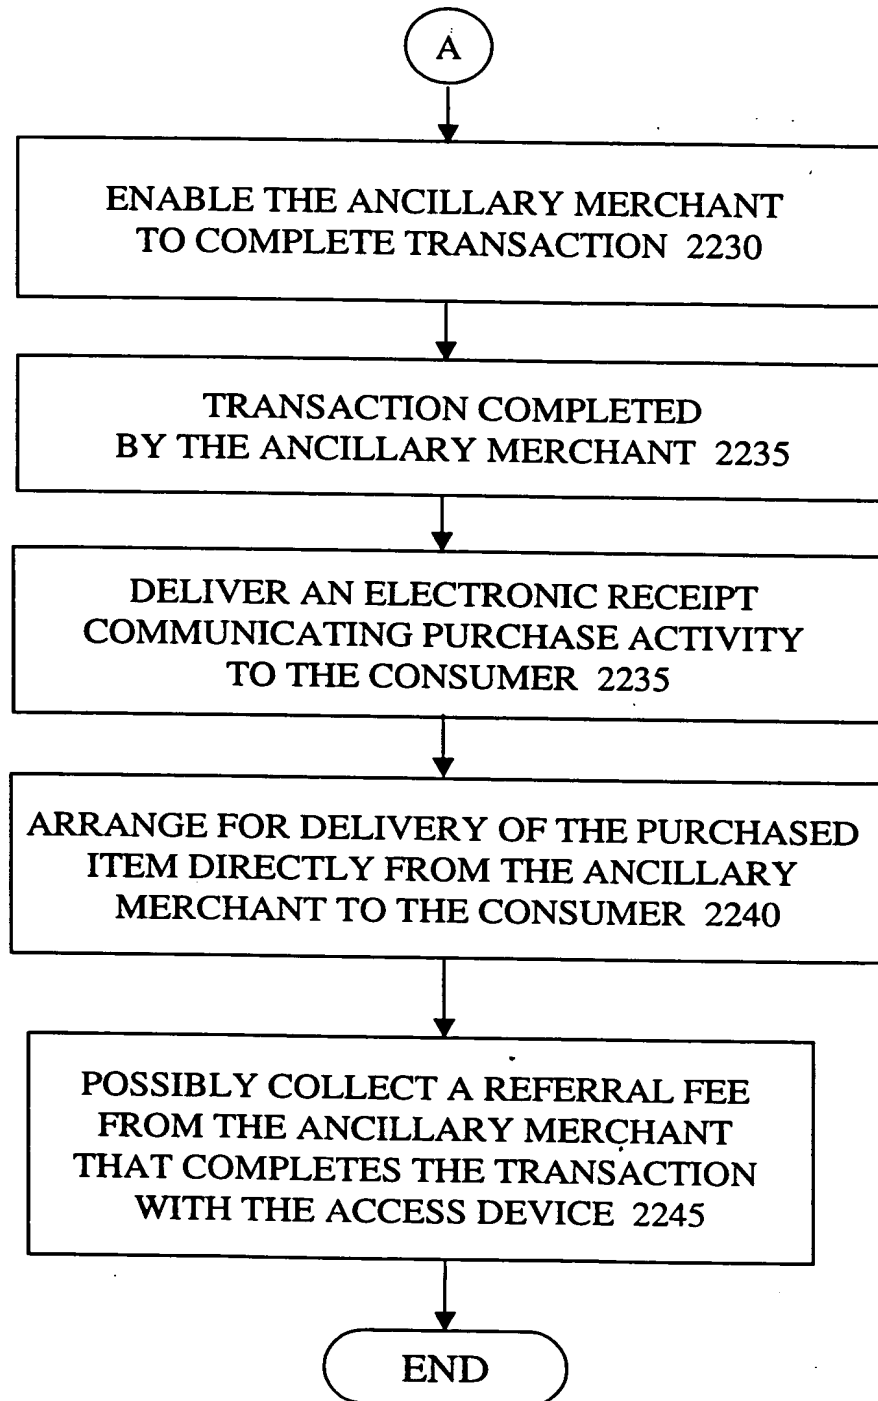 A
ENABLE THE ANCILLARY MERCHANT
TO COMPLETE TRANSACTION 2230
TRANSACTION COMPLETED
BY THE ANCILLARY MERCHANT 2235
DELIVER AN ELECTRONIC RECEIPT
COMMUNICATING PURCHASE ACTIVITY
TO THE CONSUMER 2235
ARRANGE FOR DELIVERY OF THE PURCHASED
ITEM DIRECTLY FROM THE ANCILLARY
MERCHANT TO THE CONSUMER 2240
POSSIBLY COLLECT A REFERRAL FEE
FROM THE ANCILLARY MERCHANT
THAT COMPLETES THE TRANSACTION
WITH THE ACCESS DEVICE 2245
END